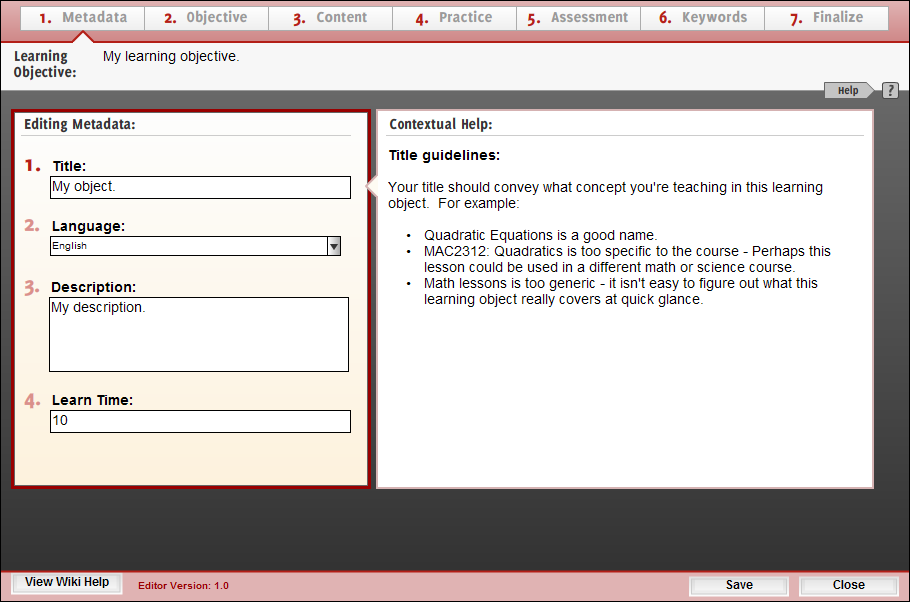 1. Metadata 2. Objective 3. Content 4. Practice 5. Assessment 6. Keywords 7. Finalize
Learning Objective: My learning objective.
Help ?
Editing Metadata:
1. Title:
My object.
2. Language:
English
3. Description:
My description.
4. Learn Time:
10
Contextual Help:
Title guidelines:
Your title should convey what concept you're teaching in this learning
object. For example:
• Quadratic Equations is a good name.
• MAC2312: Quadratics is too specific to the course - Perhaps this
lesson could be used in a different math or science course.
• Math lessons is too generic - it isn't easy to figure out what this
learning object really covers at quick glance.
View Wiki Help Editor Version: 1.0 Save Close